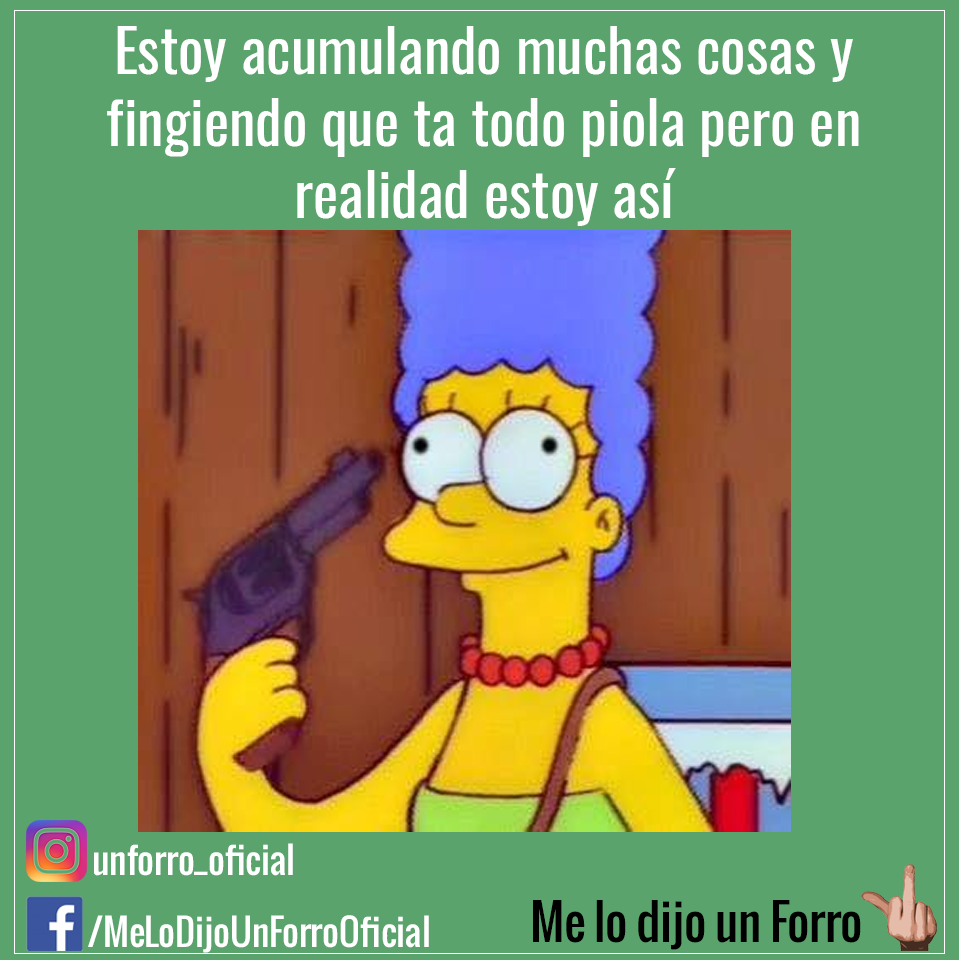 Estoy acumulando muchas cosas y
fingiendo que ta todo piola pero en
realidad estoy así
unforro_oficial
/MeLoDijoUnForroOficial
Me lo dijo un Forro